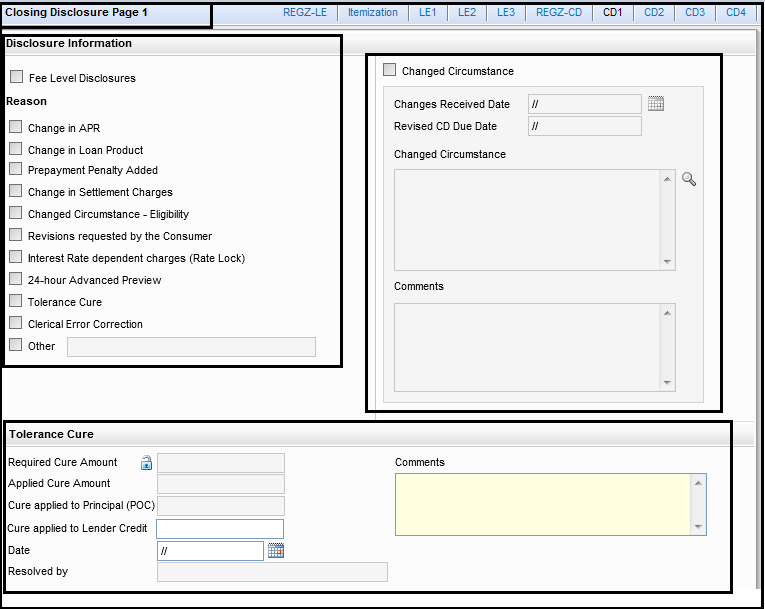 Closing Disclosure Page 1
REGZ-LE Itemization LE1 LE2 LE3 REGZ-CD CD1 CD2 CD3 CD4
Disclosure Information
Fee Level Disclosures
Reason
Change in APR
Change in Loan Product
Prepayment Penalty Added
Change in Settlement Charges
Changed Circumstance - Eligibility
Revisions requested by the Consumer
Interest Rate dependent charges (Rate Lock)
24-hour Advanced Preview
Tolerance Cure
Clerical Error Correction
Other
Changed Circumstance
Changes Received Date //
Revised CD Due Date //
Changed Circumstance
Comments
Tolerance Cure
Required Cure Amount
Applied Cure Amount
Cure applied to Principal (POC)
Cure applied to Lender Credit
Date //
Resolved by
Comments